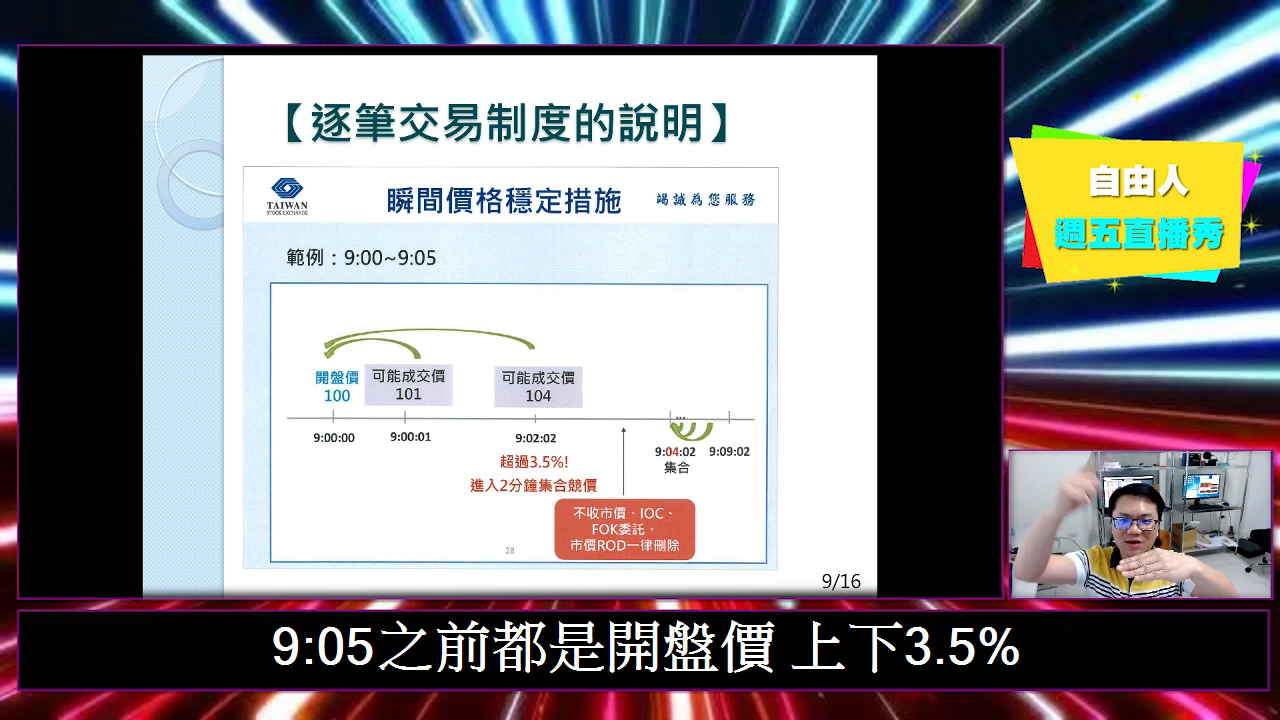 【逐筆交易制度的說明】
TAIWAN
STOCK EXCHANGE
瞬間價格穩定措施
竭誠為您服務
範例：9:00~9:05
開盤價
100
可能成交價
101
可能成交價
104
9:00:00
9:00:01
9:02:02
超過3.5%!
進入2分鐘集合競價
...
9:04:02
集合
9:09:02
不收市價、IOC、
FOK委託。
市價ROD一律刪除
28
9/16
自由人
週五直播秀
9:05之前都是開盤價 上下3.5%